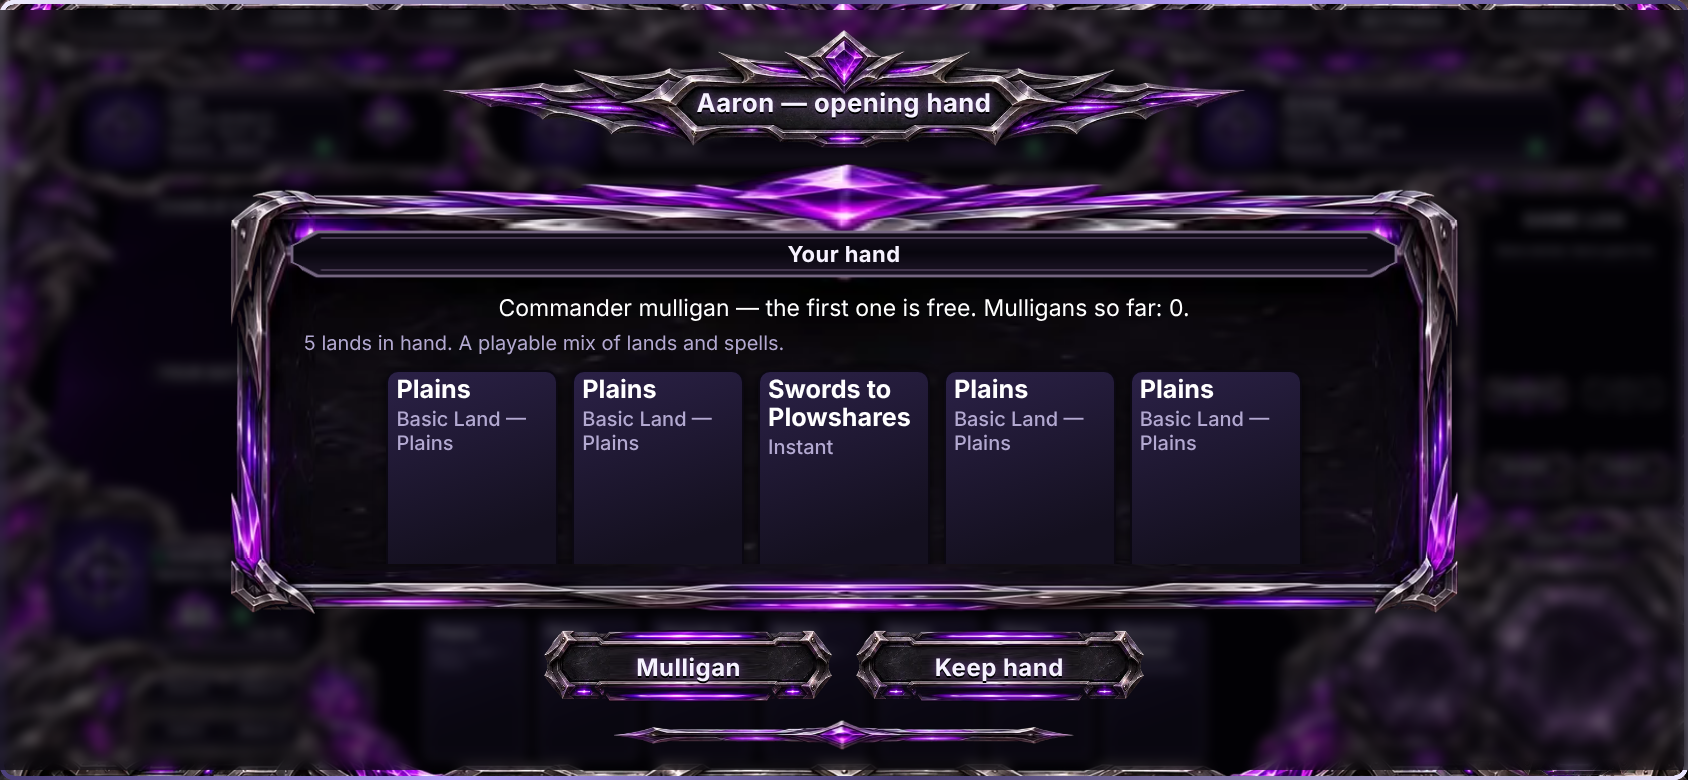 Aaron — opening hand
Your hand
Commander mulligan — the first one is free. Mulligans so far: 0.
5 lands in hand. A playable mix of lands and spells.
Plains
Basic Land —
Plains
Plains
Basic Land —
Plains
Swords to
Plowshares
Instant
Plains
Basic Land —
Plains
Plains
Basic Land —
Plains
Mulligan
Keep hand